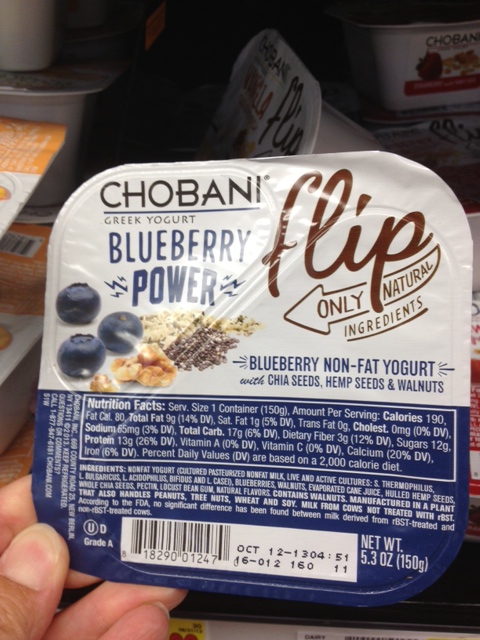 CHOBANI
GREEK YOGURT
BLUEBERRY
POWER
flip
ONLY NATURAL
INGREDIENTS
BLUEBERRY NON-FAT YOGURT
with CHIA SEEDS, HEMP SEEDS & WALNUTS
Nutrition Facts: Serv. Size 1 Container (150g), Amount Per Serving: Calories 190,
Fat Cal. 80, Total Fat 9g (14% DV), Sat. Fat 1g (5% DV), Trans Fat 0g, Cholest. 0mg (0% DV),
Sodium 65mg (3% DV), Total Carb. 17g (6% DV), Dietary Fiber 3g (12% DV), Sugars 12g,
Protein 13g (26% DV), Vitamin A (0% DV), Vitamin C (0% DV), Calcium (20% DV),
Iron (6% DV). Percent Daily Values (DV) are based on a 2,000 calorie diet.
INGREDIENTS: NONFAT YOGURT (CULTURED PASTEURIZED NONFAT MILK, LIVE AND ACTIVE CULTURES: S. THERMOPHILUS,
L. BULGARICUS, L. ACIDOPHILUS, BIFIDUS AND L. CASEI), BLUEBERRIES, WALNUTS, EVAPORATED CANE JUICE, HULLED HEMP SEEDS,
WHOLE CHIA SEEDS, PECTIN, LOCUST BEAN GUM, NATURAL FLAVORS. CONTAINS WALNUTS. MANUFACTURED IN A PLANT
THAT ALSO HANDLES PEANUTS, TREE NUTS, WHEAT AND SOY. MILK FROM COWS NOT TREATED WITH rBST.
According to the FDA, no significant difference has been found between milk derived from rBST-treated and
non-rBST-treated cows.
U D
Grade A
8 18290 01247
OCT 12-13 04:51
16-012 160 11
NET WT.
5.3 OZ (150g)
CHOBANI
flip
CHOBANI
DAIRY